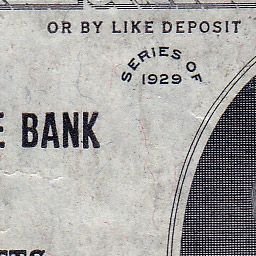 OR BY LIKE DEPOSIT
SERIES OF
1929
BANK